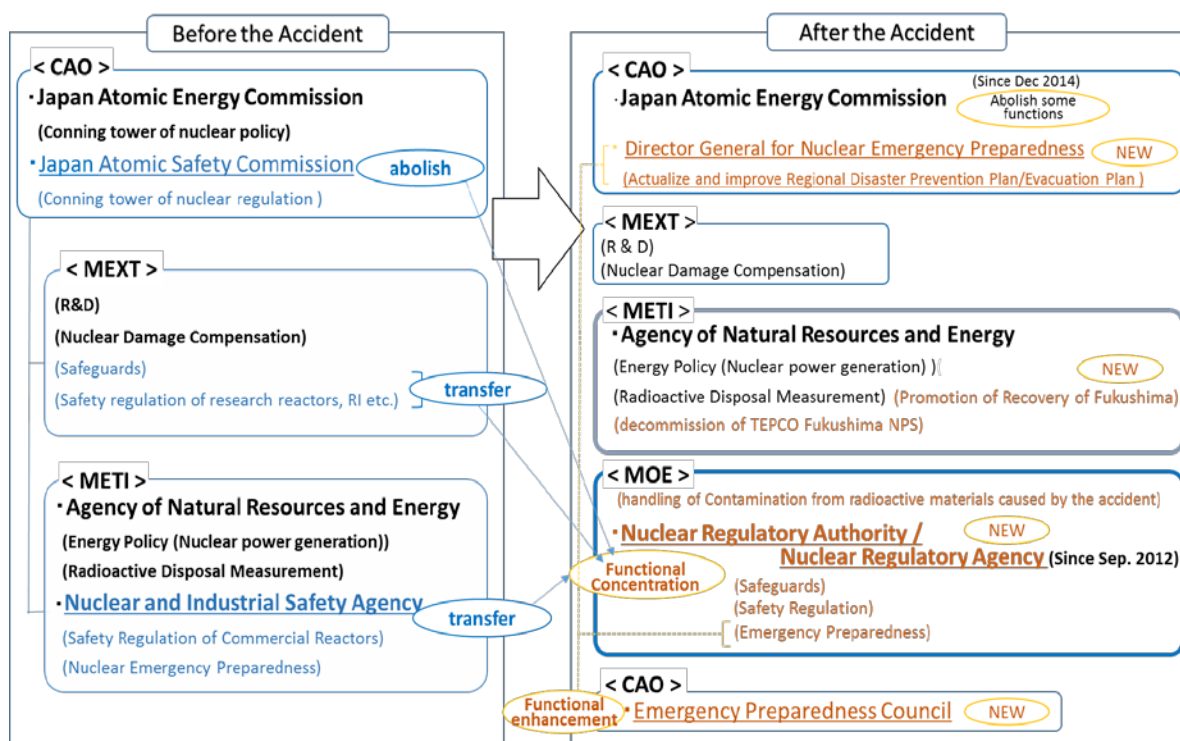 Before the Accident
< CAO >
・Japan Atomic Energy Commission
(Conning tower of nuclear policy)
・Japan Atomic Safety Commission
abolish
(Conning tower of nuclear regulation )
< MEXT >
(R&D)
(Nuclear Damage Compensation)
(Safeguards)
(Safety regulation of research reactors, RI etc.)
transfer
< METI >
・Agency of Natural Resources and Energy
(Energy Policy (Nuclear power generation))
(Radioactive Disposal Measurement)
・Nuclear and Industrial Safety Agency
transfer
(Safety Regulation of Commercial Reactors)
(Nuclear Emergency Preparedness)
After the Accident
< CAO >
(Since Dec 2014)
・Japan Atomic Energy Commission
Abolish some
functions
・Director General for Nuclear Emergency Preparedness
NEW
(Actualize and improve Regional Disaster Prevention Plan/Evacuation Plan )
< MEXT >
(R & D)
(Nuclear Damage Compensation)
< METI >
・Agency of Natural Resources and Energy
(Energy Policy (Nuclear power generation) )(
NEW
(Radioactive Disposal Measurement) (Promotion of Recovery of Fukushima)
(decommission of TEPCO Fukushima NPS)
< MOE >
(handling of Contamination from radioactive materials caused by the accident)
・Nuclear Regulatory Authority /
NEW
Nuclear Regulatory Agency (Since Sep. 2012)
Functional
Concentration
(Safeguards)
(Safety Regulation)
(Emergency Preparedness)
< CAO >
Functional
enhancement
・Emergency Preparedness Council
NEW